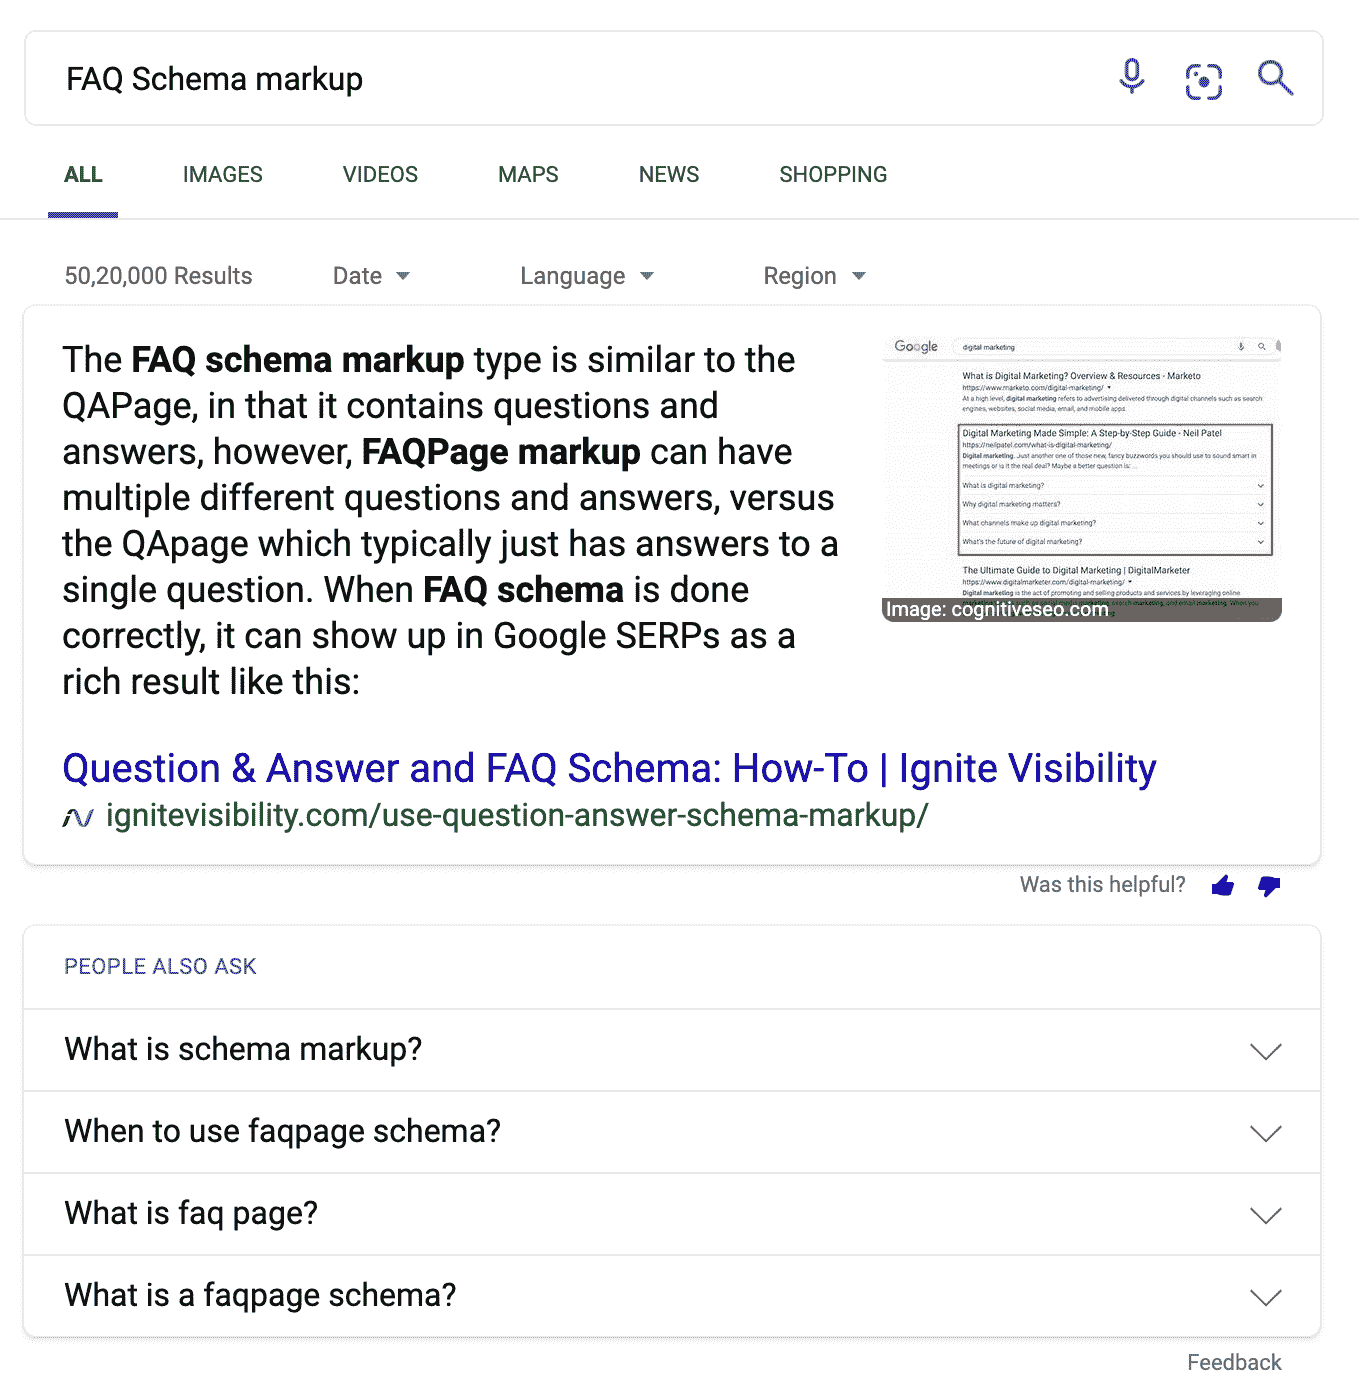 FAQ Schema markup
ALL IMAGES VIDEOS MAPS NEWS SHOPPING
50,20,000 Results Date Language Region
The FAQ schema markup type is similar to the
QAPage, in that it contains questions and
answers, however, FAQPage markup can have
multiple different questions and answers, versus
the QApage which typically just has answers to a
single question. When FAQ schema is done
correctly, it can show up in Google SERPs as a
rich result like this:
Google digital marketing
What is Digital Marketing? Overview & Resources - Marketo
https://www.marketo.com/digital-marketing/
At a high level, digital marketing refers to advertising delivered through digital channels such as search
engines, websites, social media, email, and mobile apps.
Digital Marketing Made Simple: A Step-by-Step Guide - Neil Patel
https://neilpatel.com/what-is-digital-marketing/
Digital marketing. Just another one of those new, fancy buzzwords you should use to sound smart in
meetings or is it the real deal? Maybe a better question is: ...
What is digital marketing?
Why digital marketing matters?
What channels make up digital marketing?
What's the future of digital marketing?
The Ultimate Guide to Digital Marketing | DigitalMarketer
https://www.digitalmarketer.com/digital-marketing/
Digital marketing is the act of promoting and selling products and services by leveraging online
Image: cognitiveseo.com
Question & Answer and FAQ Schema: How-To | Ignite Visibility
ignitevisibility.com/use-question-answer-schema-markup/
Was this helpful?
PEOPLE ALSO ASK
What is schema markup?
When to use faqpage schema?
What is faq page?
What is a faqpage schema?
Feedback